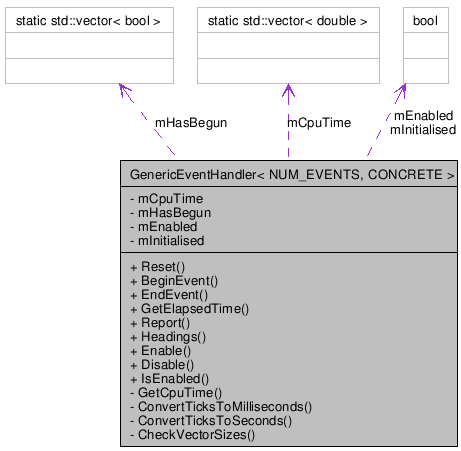 static std::vector< bool >
static std::vector< double >
bool
mHasBegun
mCpuTime
mEnabled
mInitialised
GenericEventHandler< NUM_EVENTS, CONCRETE >
- mCpuTime
- mHasBegun
- mEnabled
- mInitialised
+ Reset()
+ BeginEvent()
+ EndEvent()
+ GetElapsedTime()
+ Report()
+ Headings()
+ Enable()
+ Disable()
+ IsEnabled()
- GetCpuTime()
- ConvertTicksToMilliseconds()
- ConvertTicksToSeconds()
- CheckVectorSizes()